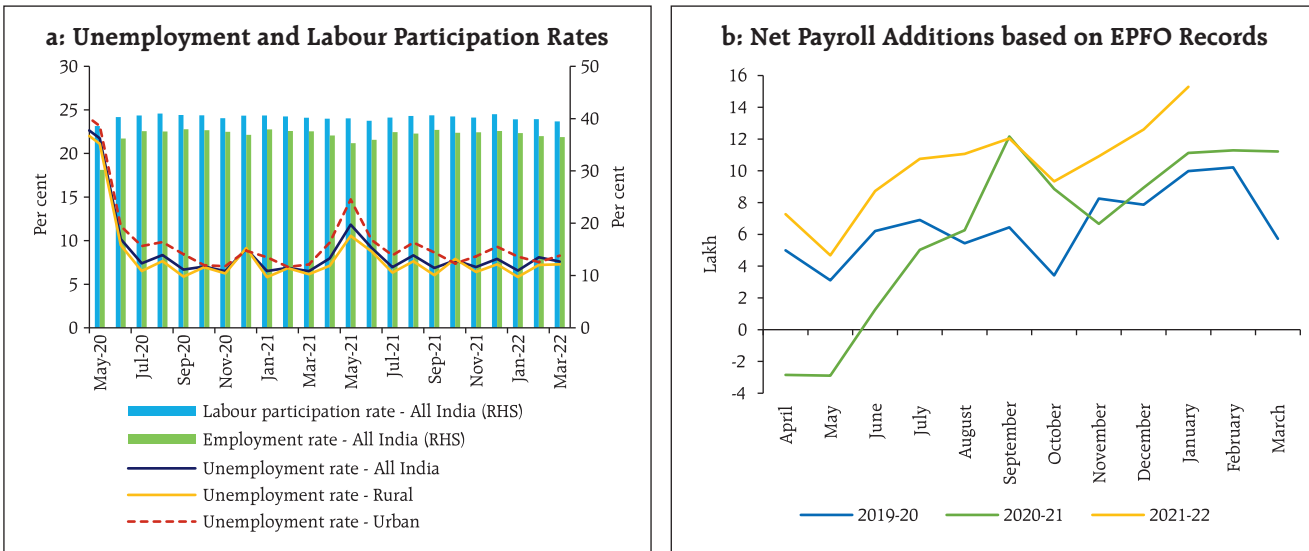 a: Unemployment and Labour Participation Rates
30
25
20
15
10
5
0
Per cent
50
40
30
20
10
0
Per cent
May-20
Jul-20
Sep-20
Nov-20
Jan-21
Mar-21
May-21
Jul-21
Sep-21
Nov-21
Jan-22
Mar-22
Labour participation rate - All India (RHS)
Employment rate - All India (RHS)
Unemployment rate - All India
Unemployment rate - Rural
Unemployment rate - Urban
b: Net Payroll Additions based on EPFO Records
16
14
12
10
8
6
4
2
0
-2
-4
Lakh
April
May
June
July
August
September
October
November
December
January
February
March
2019-20
2020-21
2021-22